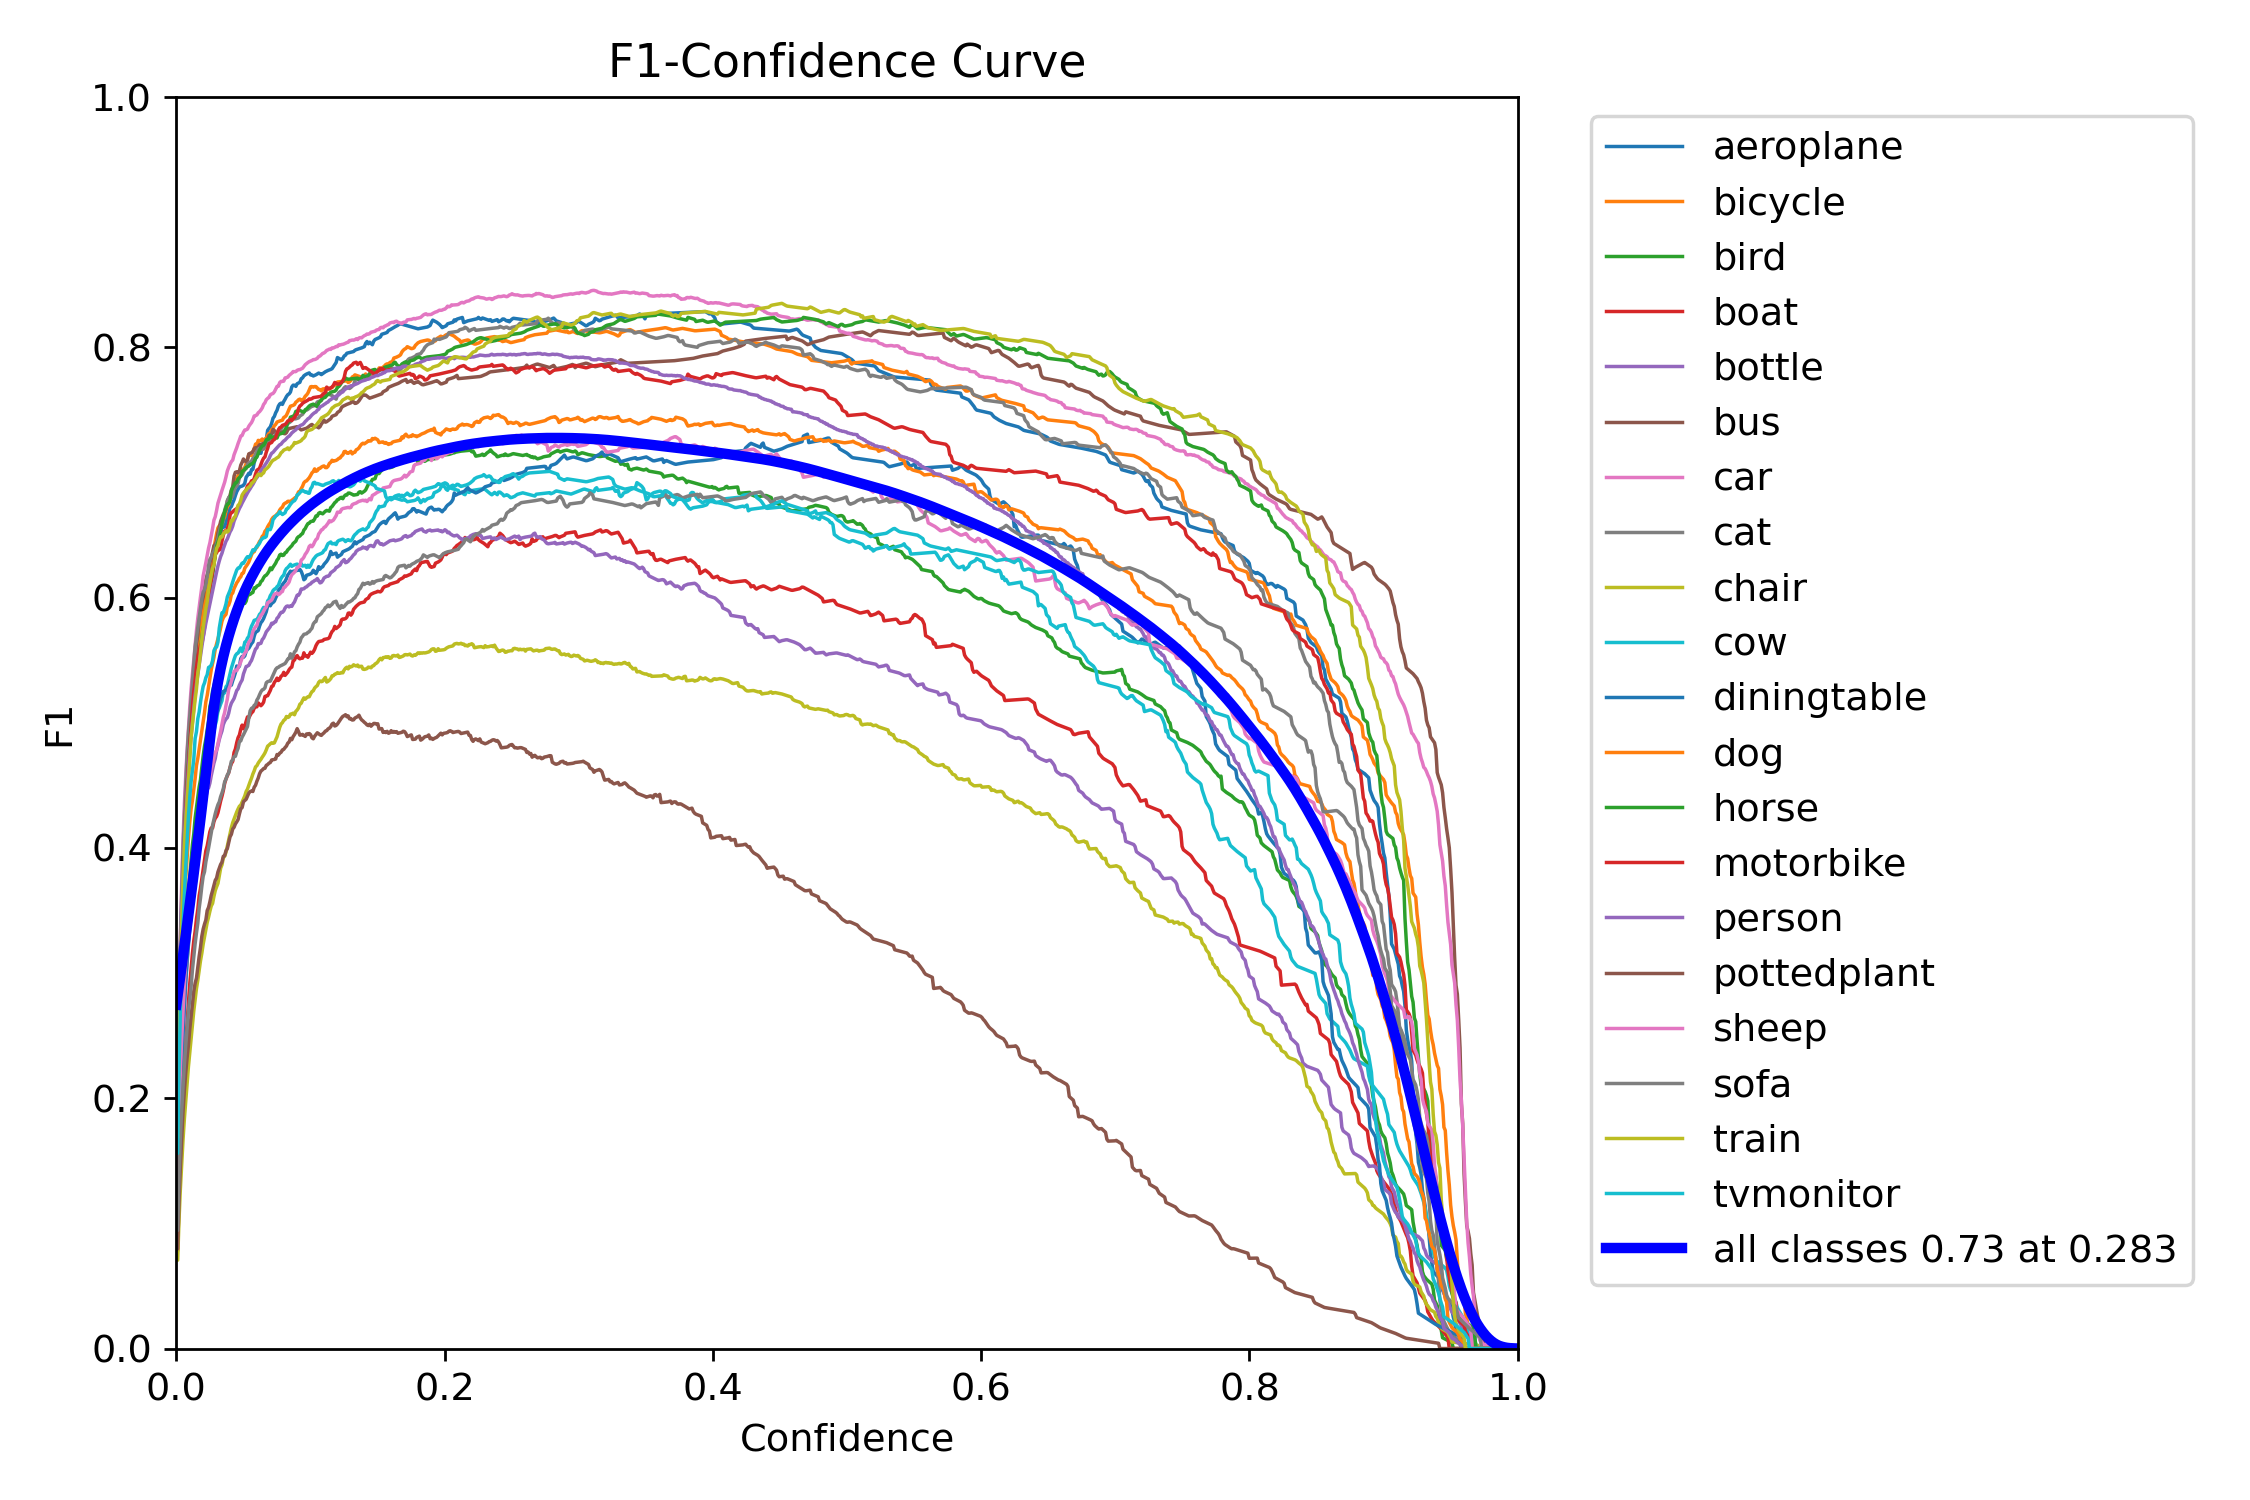 F1-Confidence Curve
1.0
0.8
0.6
0.4
0.2
0.0
F1
0.0 0.2 0.4 0.6 0.8 1.0
Confidence
aeroplane
bicycle
bird
boat
bottle
bus
car
cat
chair
cow
diningtable
dog
horse
motorbike
person
pottedplant
sheep
sofa
train
tvmonitor
all classes 0.73 at 0.283